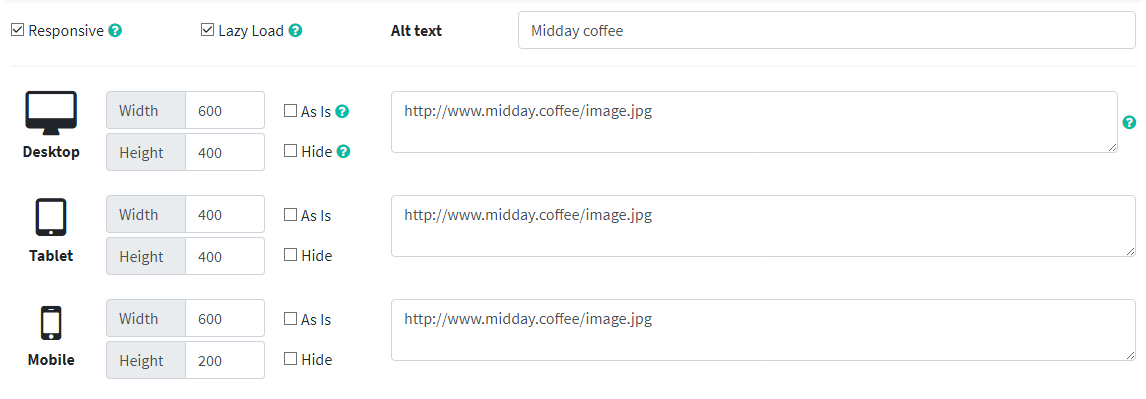 Responsive ? Lazy Load ? Alt text Midday coffee
Width 600 As Is ? http://www.midday.coffee/image.jpg ?
Height 400 Hide ?
Desktop
Width 400 As Is http://www.midday.coffee/image.jpg
Height 400 Hide
Tablet
Width 600 As Is http://www.midday.coffee/image.jpg
Height 200 Hide
Mobile